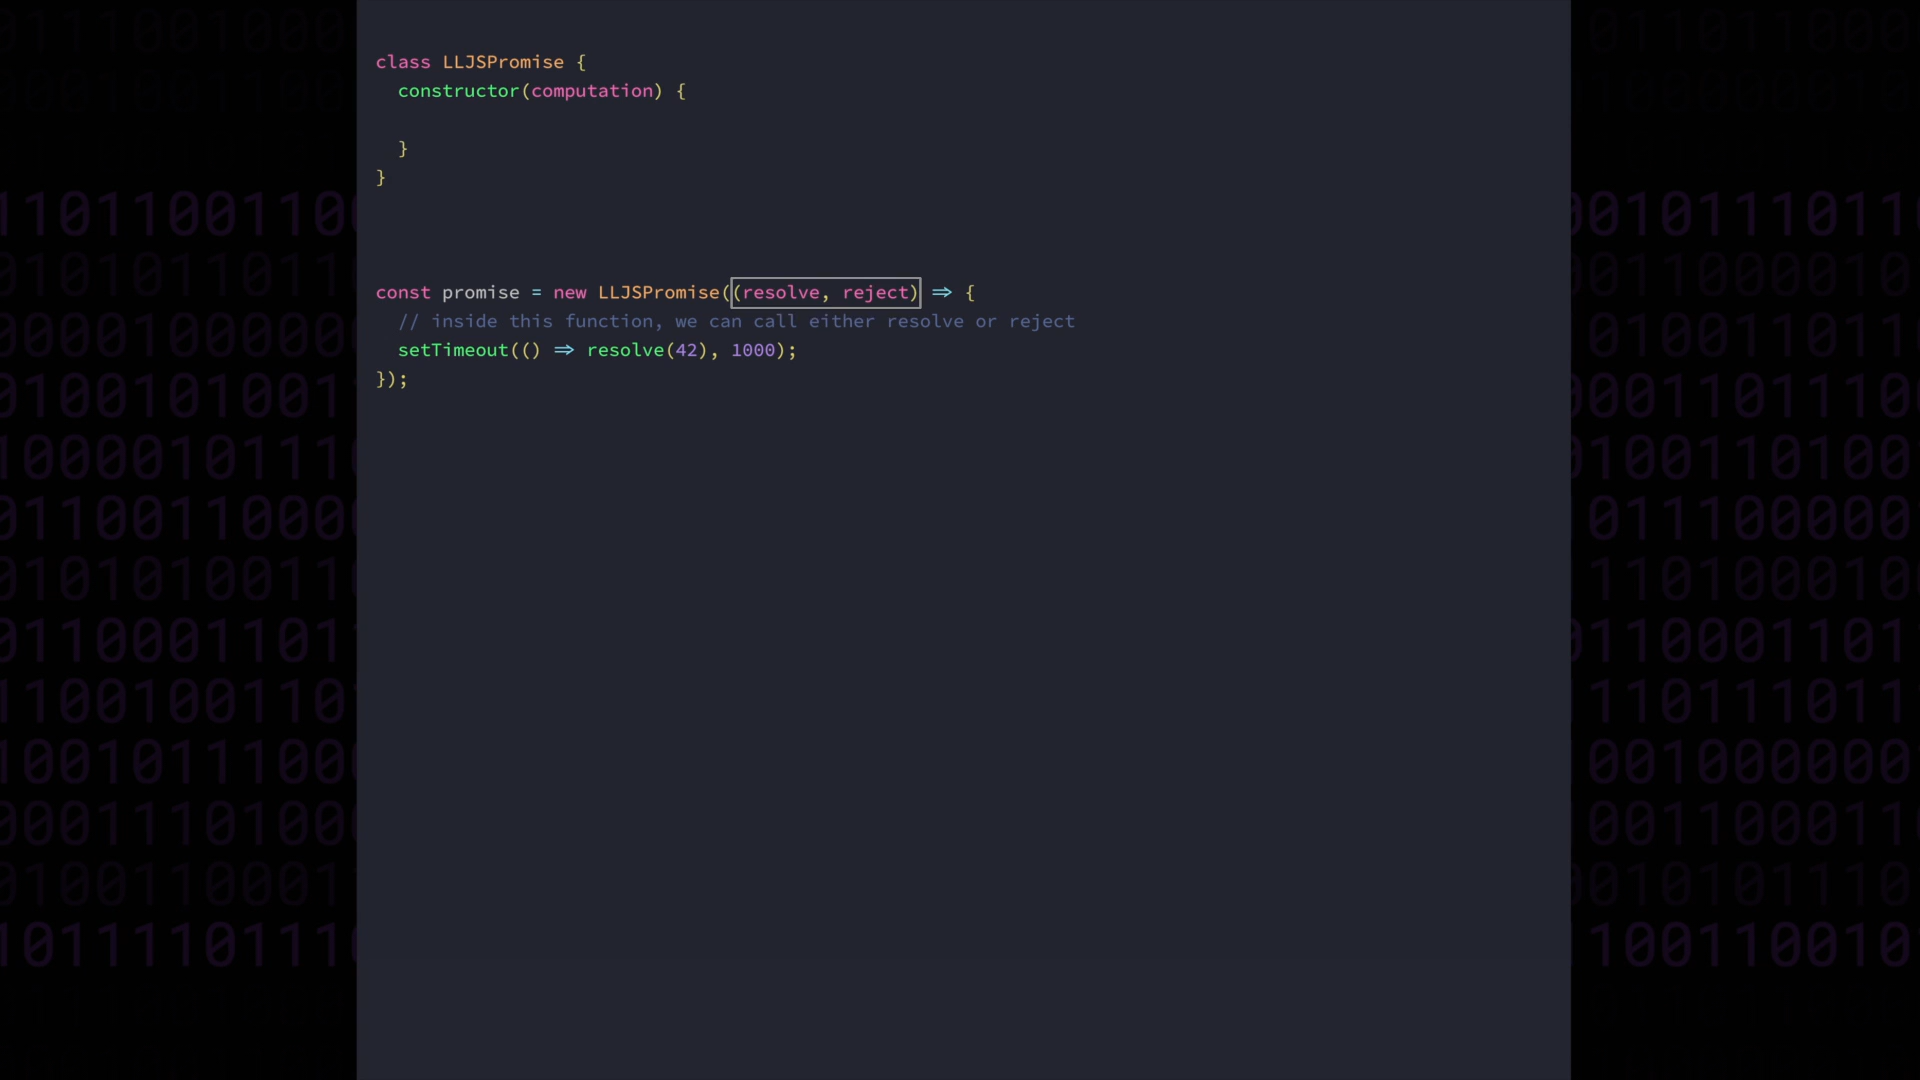 class LLJSPromise {
  constructor(computation) {

  }
}

const promise = new LLJSPromise((resolve, reject) => {
  // inside this function, we can call either resolve or reject
  setTimeout(() => resolve(42), 1000);
});